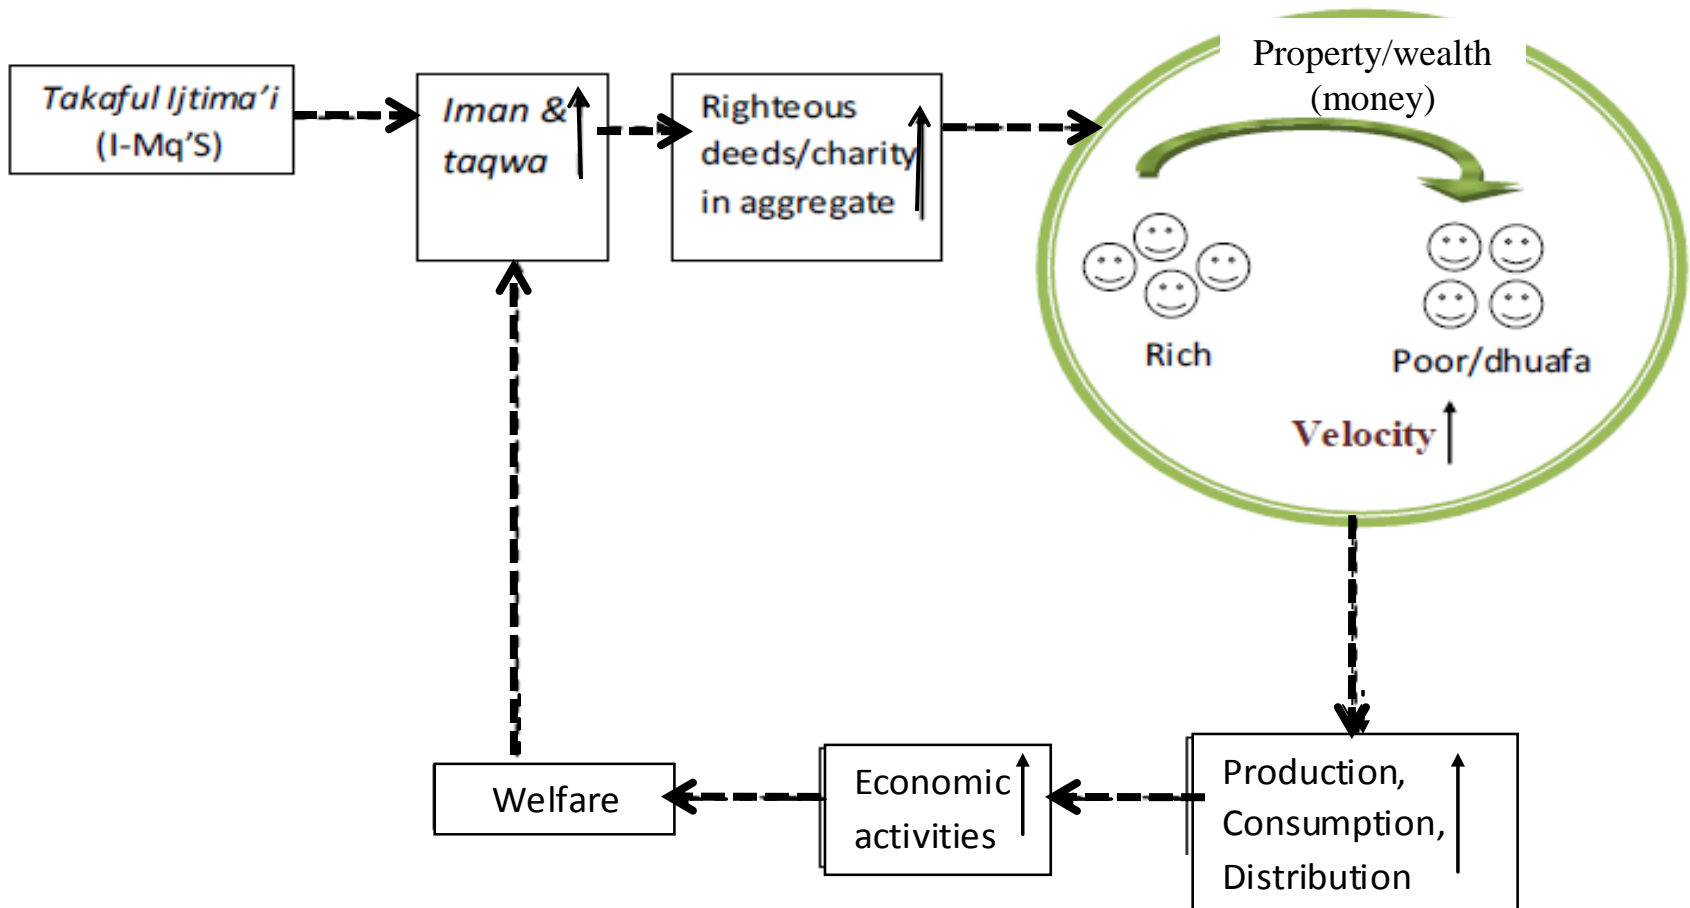 Takaful Ijtima’i
(I-Mq’S)
Iman &
taqwa
Righteous
deeds/charity
in aggregate
Property/wealth
(money)
Rich
Poor/dhuafa
Velocity
Production,
Consumption,
Distribution
Economic
activities
Welfare